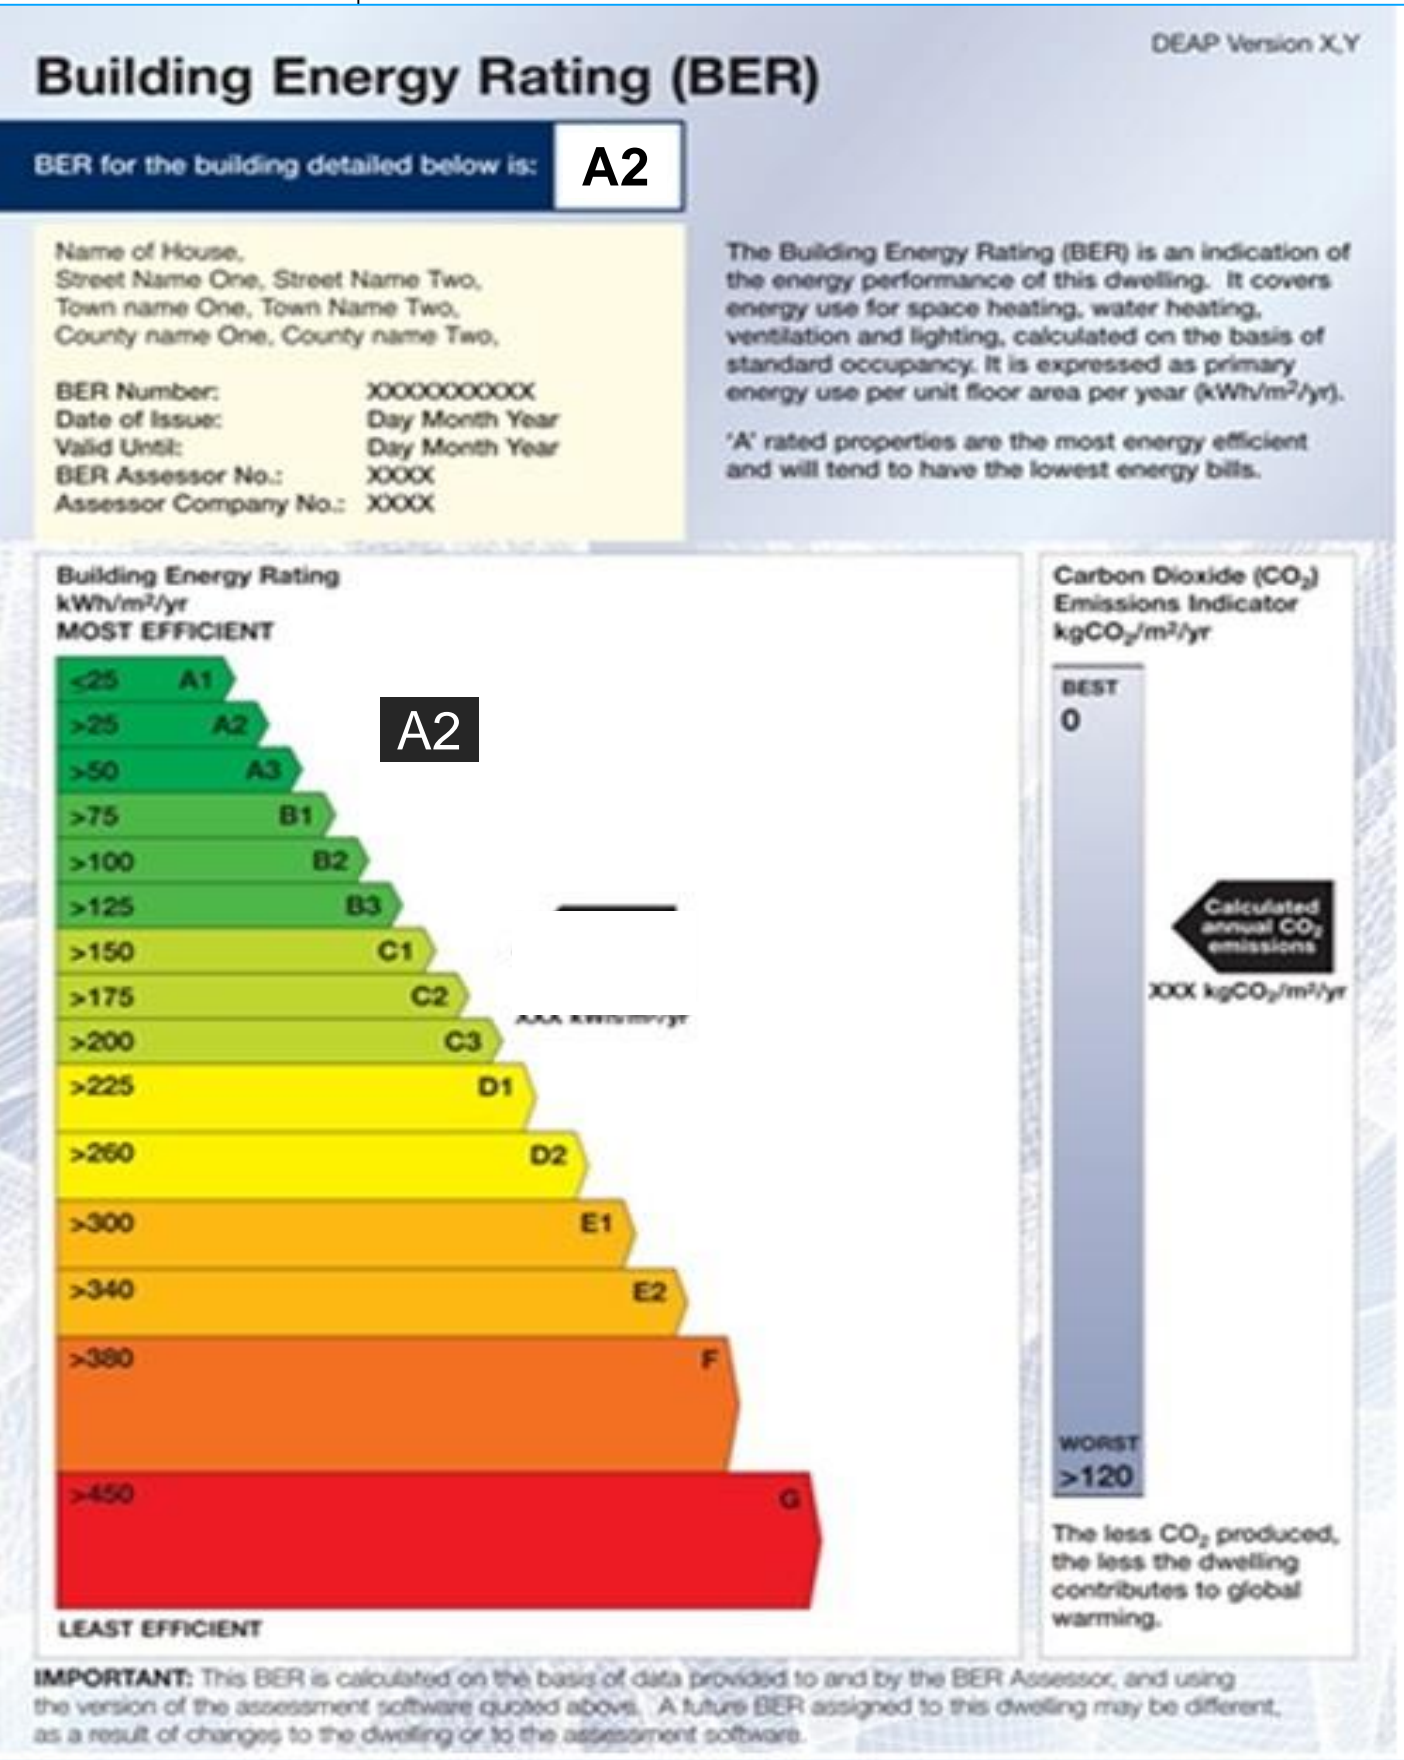 DEAP Version X,Y
Building Energy Rating (BER)
BER for the building detailed below is:
A2
Name of House,
Street Name One, Street Name Two,
Town name One, Town Name Two,
County name One, County name Two,
BER Number: XXXXXXXXXX
Date of Issue: Day Month Year
Valid Until: Day Month Year
BER Assessor No.: XXXX
Assessor Company No.: XXXX
The Building Energy Rating (BER) is an indication of
the energy performance of this dwelling. It covers
energy use for space heating, water heating,
ventilation and lighting, calculated on the basis of
standard occupancy. It is expressed as primary
energy use per unit floor area per year (kWh/m²/yr).
'A' rated properties are the most energy efficient
and will tend to have the lowest energy bills.
Building Energy Rating
kWh/m²/yr
MOST EFFICIENT
≤25 A1
>25 A2
A2
>50 A3
>75 B1
>100 B2
>125 B3
>150 C1
>175 C2
>200 C3
>225 D1
>260 D2
>300 E1
>340 E2
>380 F
>450 G
LEAST EFFICIENT
Carbon Dioxide (CO₂)
Emissions Indicator
kgCO₂/m²/yr
BEST
0
Calculated
annual CO₂
emissions
XXX kgCO₂/m²/yr
WORST
>120
The less CO₂ produced,
the less the dwelling
contributes to global
warming.
IMPORTANT: This BER is calculated on the basis of data provided to and by the BER Assessor, and using
the version of the assessment software quoted above. A future BER assigned to this dwelling may be different,
as a result of changes to the dwelling or to the assessment software.